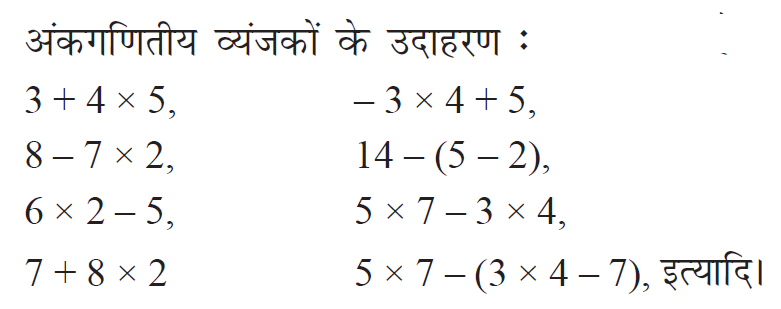 अंकगणितीय व्यंजकों के उदाहरण :
3 + 4 × 5, – 3 × 4 + 5,
8 – 7 × 2, 14 – (5 – 2),
6 × 2 – 5, 5 × 7 – 3 × 4,
7 + 8 × 2 5 × 7 – (3 × 4 – 7), इत्यादि।